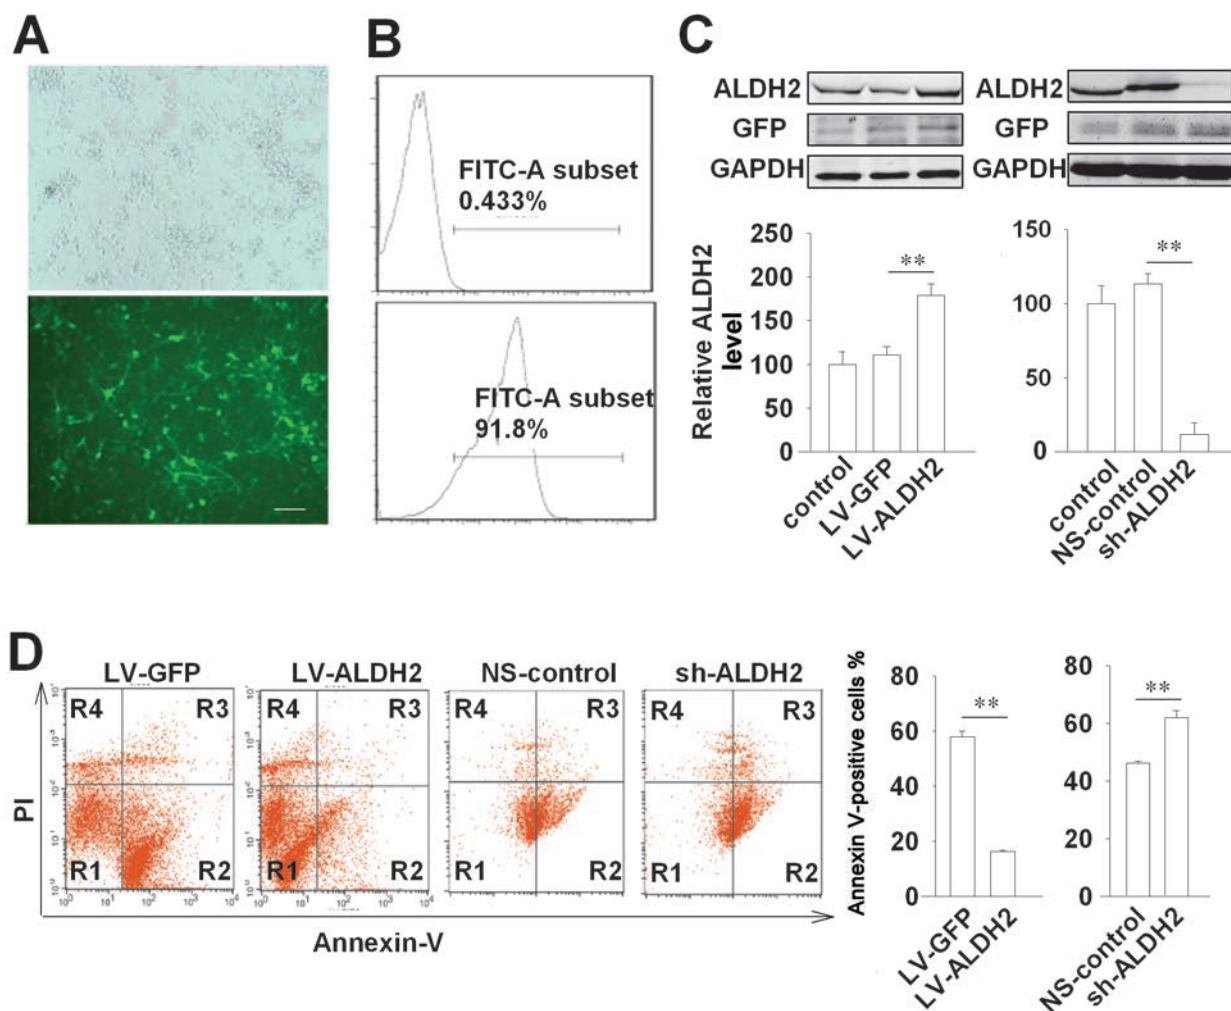 A
B
C
FITC-A subset
0.433%
FITC-A subset
91.8%
ALDH2
GFP
GAPDH
ALDH2
GFP
GAPDH
Relative ALDH2
level
250
200
150
100
50
0
**
control
LV-GFP
LV-ALDH2
150
100
50
0
**
control
NS-control
sh-ALDH2
D
LV-GFP
LV-ALDH2
NS-control
sh-ALDH2
PI
R4 R3
R1 R2
R4 R3
R1 R2
R4 R3
R1 R2
R4 R3
R1 R2
Annexin-V
Annexin V-positive cells %
80
60
40
20
0
**
LV-GFP
LV-ALDH2
80
60
40
20
0
**
NS-control
sh-ALDH2